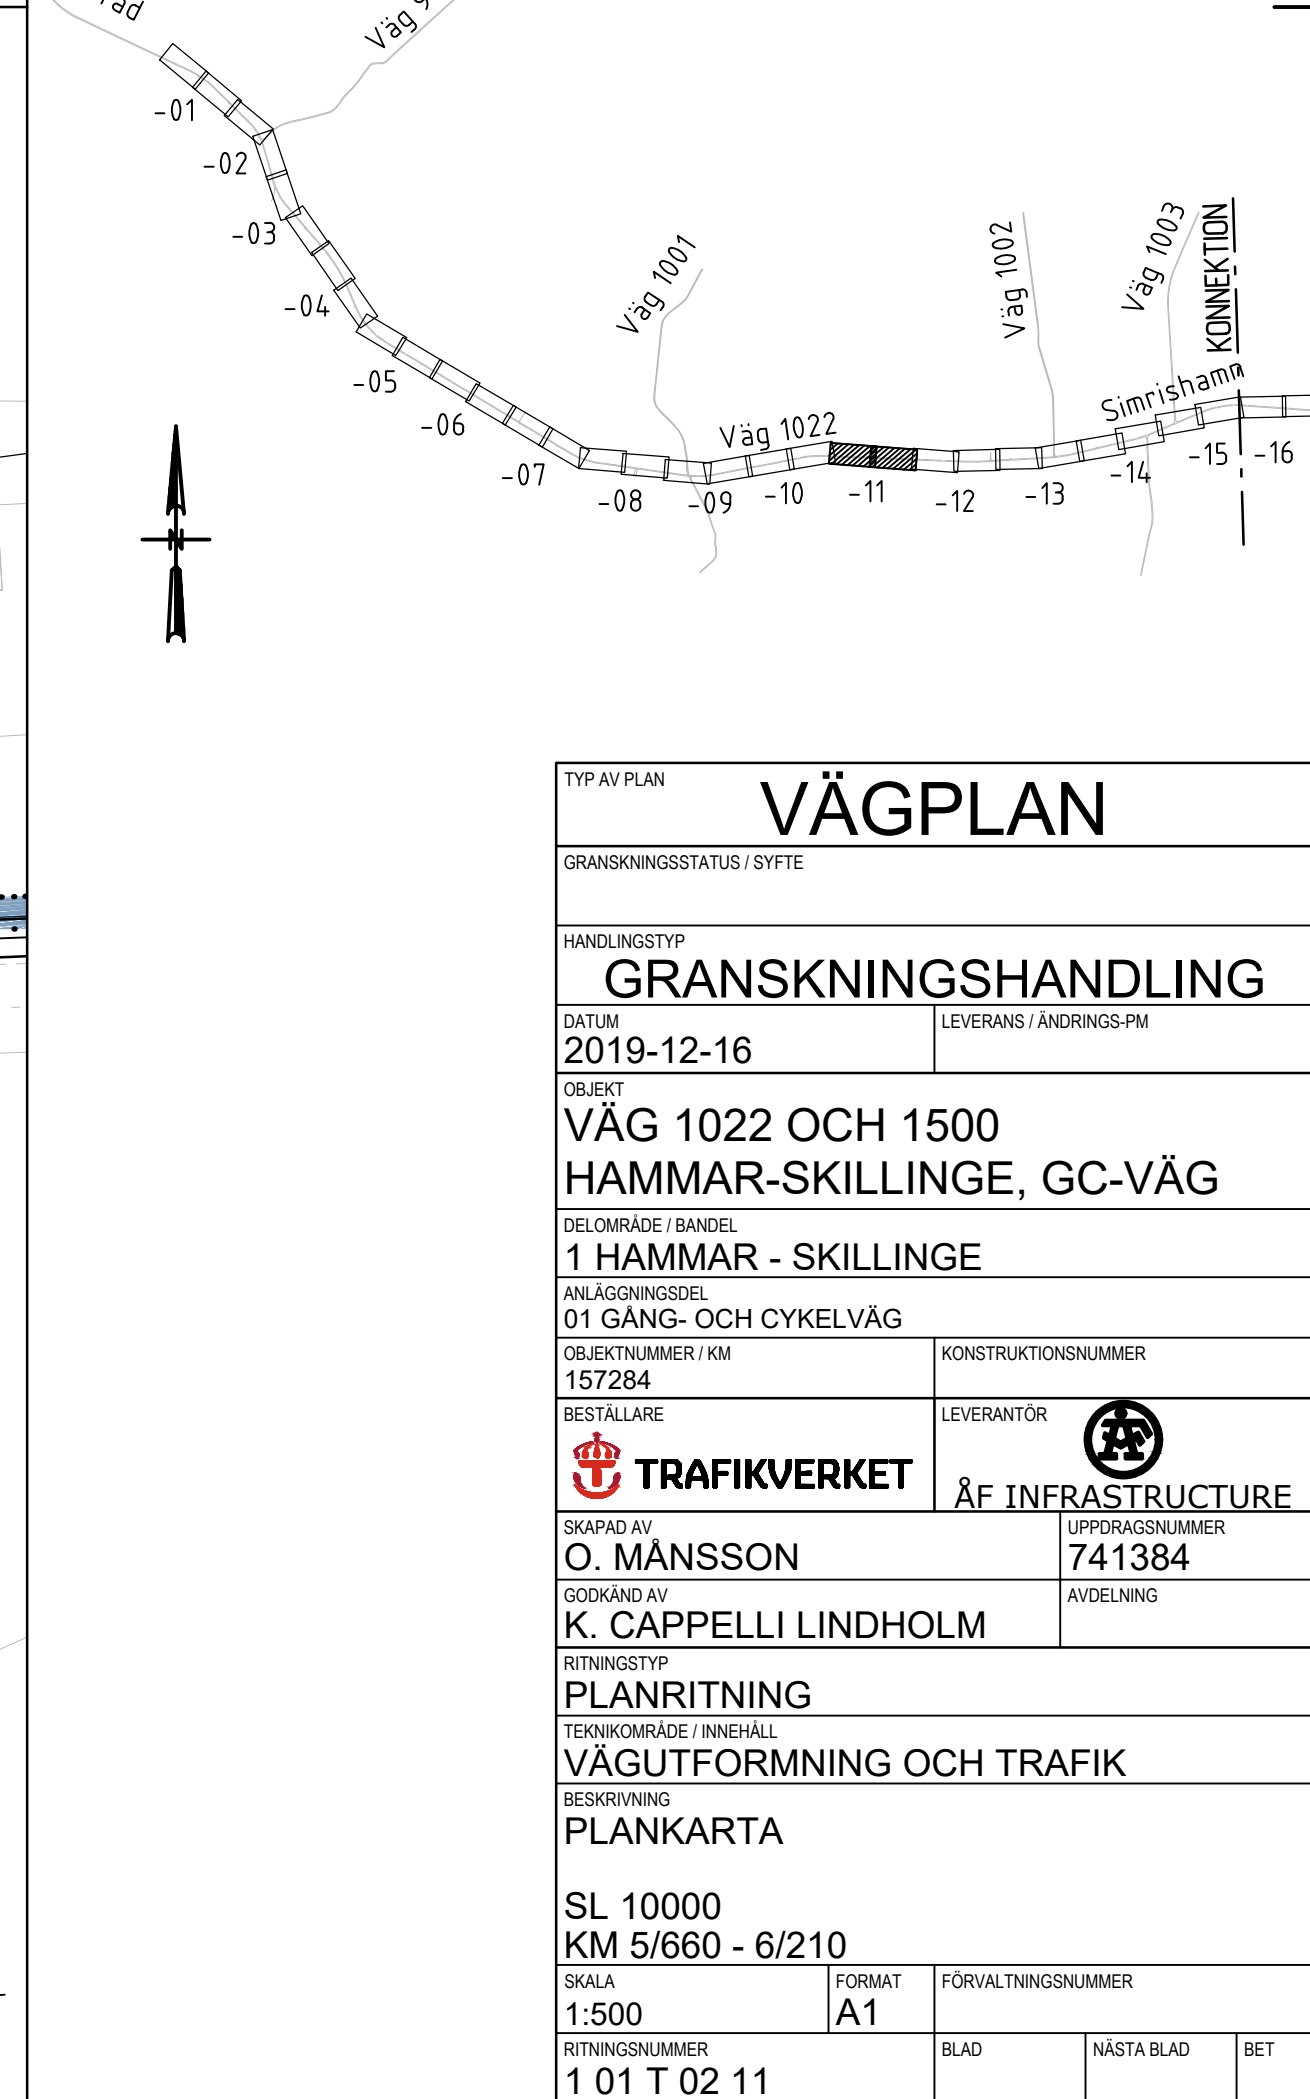 Väg
-01
-02
-03
-04
-05
-06
-07
-08
-09
-10
-11
-12
-13
-14
-15
-16
Väg 1001
Väg 1002
Väg 1003
KONNEKTION
Simrishamn
Väg 1022
N
TYP AV PLAN
VÄGPLAN
GRANSKNINGSSTATUS / SYFTE
HANDLINGSTYP
GRANSKNINGSHANDLING
DATUM
2019-12-16
LEVERANS / ÄNDRINGS-PM
OBJEKT
VÄG 1022 OCH 1500
HAMMAR-SKILLINGE, GC-VÄG
DELOMRÅDE / BANDEL
1 HAMMAR - SKILLINGE
ANLÄGGNINGSDEL
01 GÅNG- OCH CYKELVÄG
OBJEKTNUMMER / KM
157284
KONSTRUKTIONSNUMMER
BESTÄLLARE
TRAFIKVERKET
LEVERANTÖR
ÅF
ÅF INFRASTRUCTURE
SKAPAD AV
O. MÅNSSON
UPPDRAGSNUMMER
741384
GODKÄND AV
K. CAPPELLI LINDHOLM
AVDELNING
RITNINGSTYP
PLANRITNING
TEKNIKOMRÅDE / INNEHÅLL
VÄGUTFORMNING OCH TRAFIK
BESKRIVNING
PLANKARTA
SL 10000
KM 5/660 - 6/210
SKALA
1:500
FORMAT
A1
FÖRVALTNINGSNUMMER
RITNINGSNUMMER
1 01 T 02 11
BLAD
NÄSTA BLAD
BET